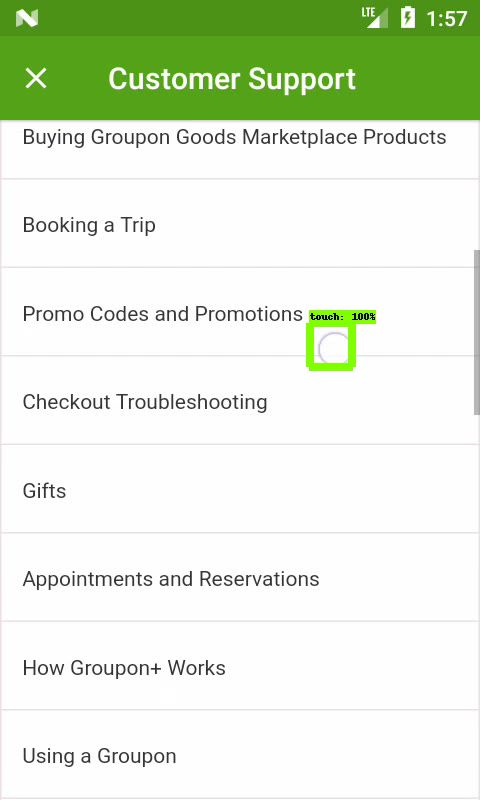 LTE 1:57
Customer Support
Buying Groupon Goods Marketplace Products
Booking a Trip
Promo Codes and Promotions
touch: 100%
Checkout Troubleshooting
Gifts
Appointments and Reservations
How Groupon+ Works
Using a Groupon